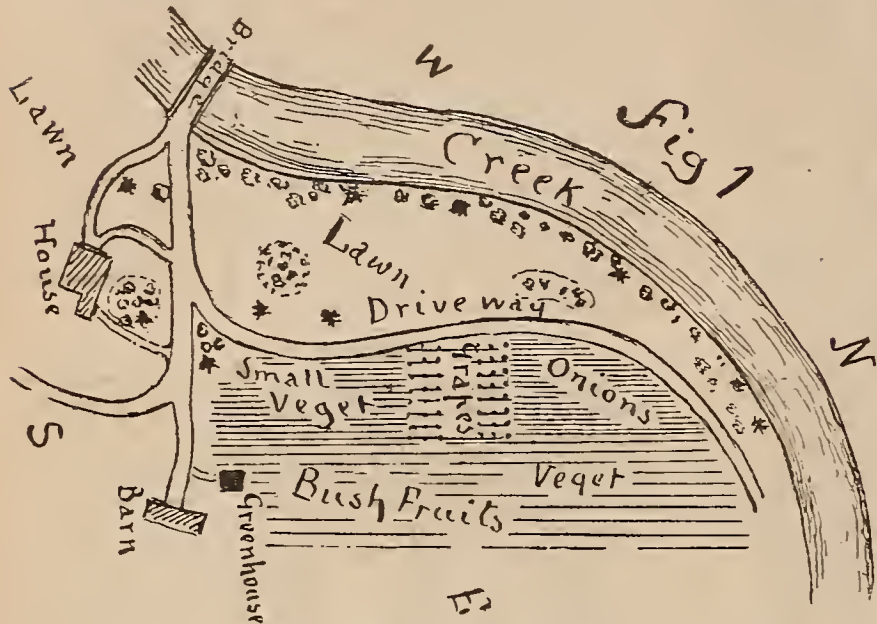 Fig 1
W
N
S
E
Bridge
Creek
Lawn
Lawn
House
Driveway
Small
Veget
Grapes
Onions
Veget
Bush Fruits
Barn
Greenhouse